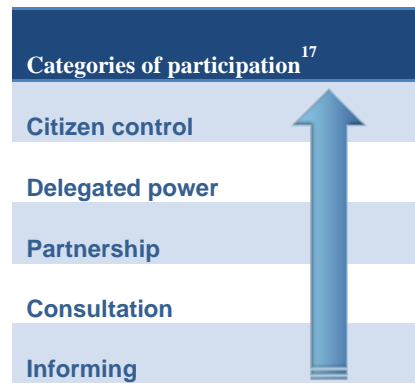 Categories of participation17
Citizen control
Delegated power
Partnership
Consultation
Informing